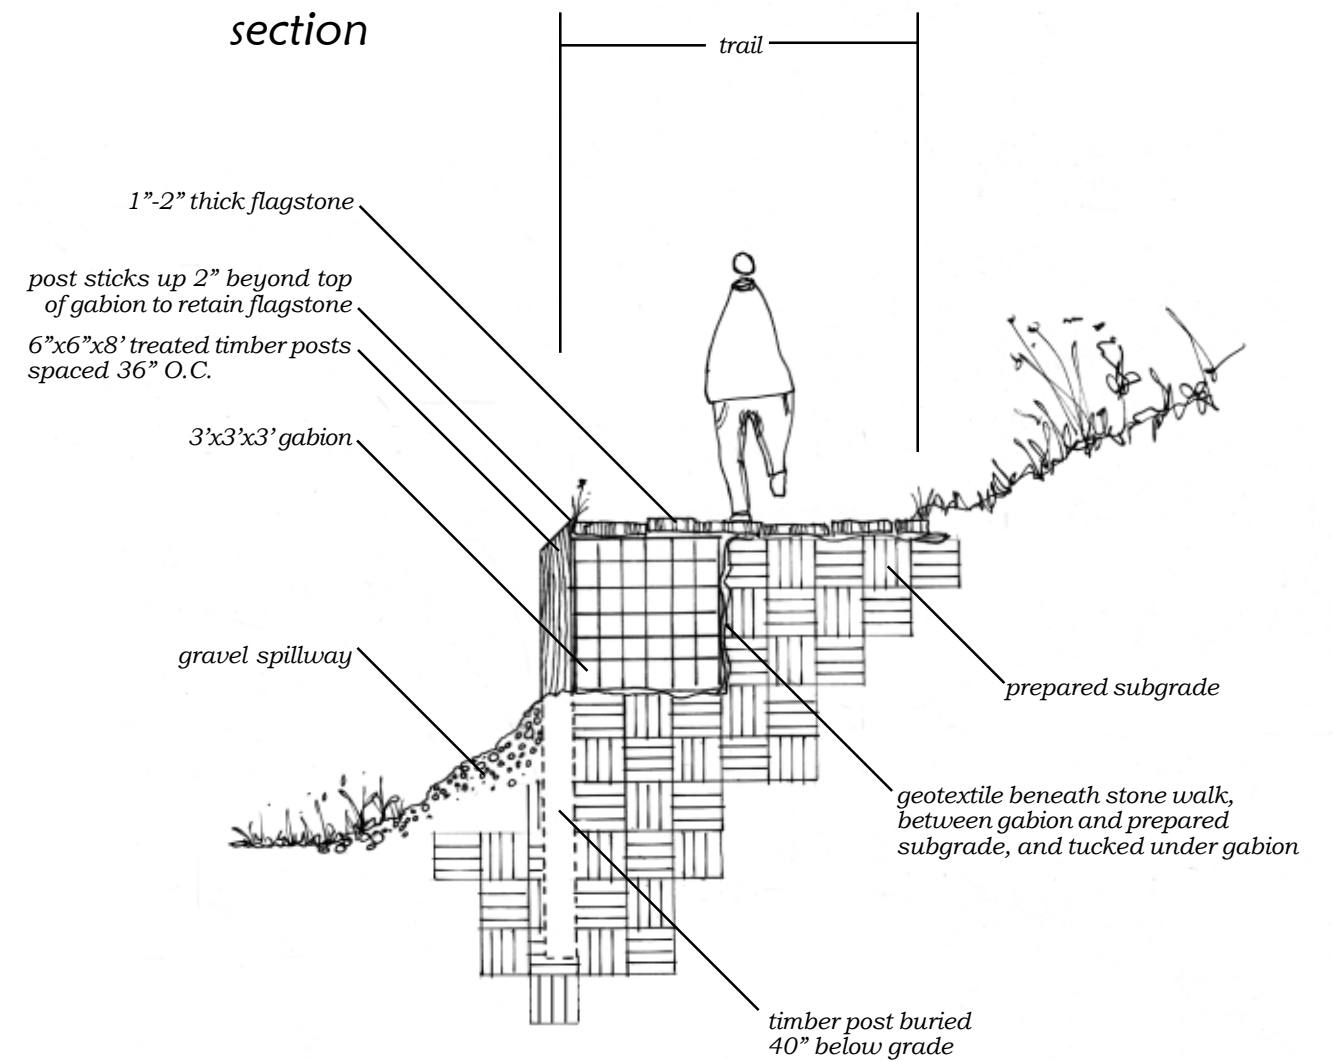 section
trail
1”-2” thick flagstone
post sticks up 2” beyond top
of gabion to retain flagstone
6”x6”x8’ treated timber posts
spaced 36” O.C.
3’x3’x3’ gabion
gravel spillway
prepared subgrade
geotextile beneath stone walk,
between gabion and prepared
subgrade, and tucked under gabion
timber post buried
40” below grade